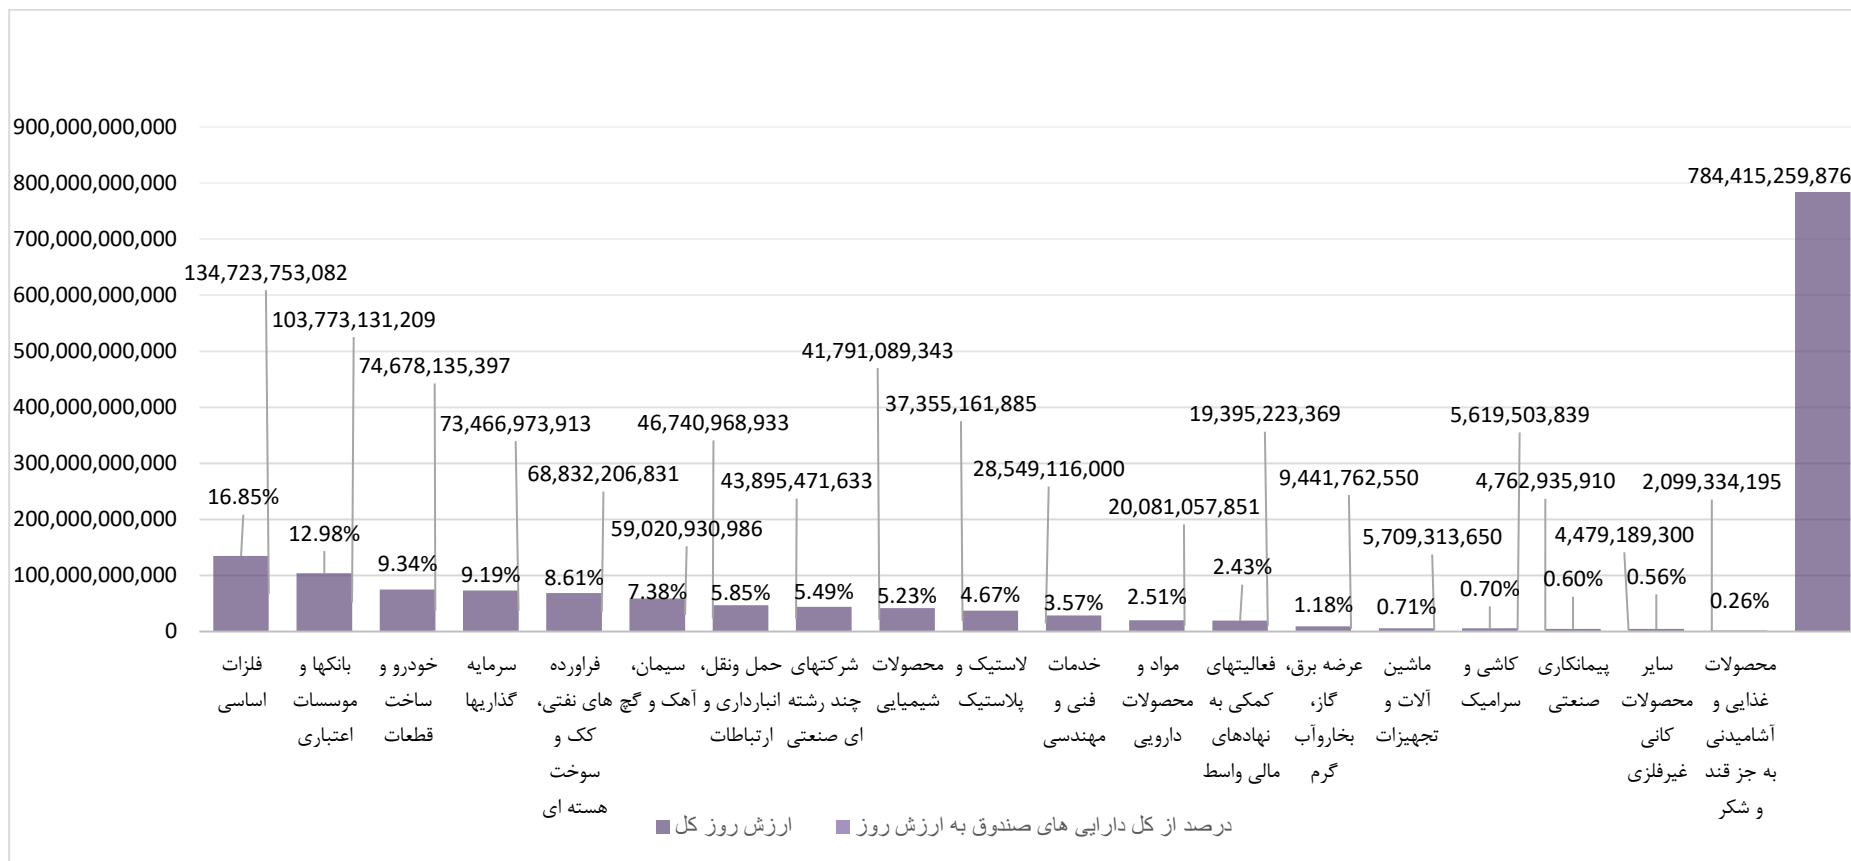 900,000,000,000
800,000,000,000
700,000,000,000
600,000,000,000
500,000,000,000
400,000,000,000
300,000,000,000
200,000,000,000
100,000,000,000
0
134,723,753,082
103,773,131,209
74,678,135,397
73,466,973,913
68,832,206,831
59,020,930,986
46,740,968,933
43,895,471,633
41,791,089,343
37,355,161,885
28,549,116,000
20,081,057,851
19,395,223,369
9,441,762,550
5,709,313,650
5,619,503,839
4,762,935,910
4,479,189,300
2,099,334,195
784,415,259,876
16.85%
12.98%
9.34%
9.19%
8.61%
7.38%
5.85%
5.49%
5.23%
4.67%
3.57%
2.51%
2.43%
1.18%
0.71%
0.70%
0.60%
0.56%
0.26%
فلزات
اساسی
بانکها و
موسسات
اعتباری
خودرو و
ساخت
قطعات
سرمایه
گذاریها
فراورده
های نفتی،
کک و
سوخت
هسته ای
سیمان،
آهک و گچ
حمل ونقل،
انبارداری و
ارتباطات
شرکتهای
چند رشته
ای صنعتی
محصولات
شیمیایی
لاستیک و
پلاستیک
خدمات
فنی و
مهندسی
مواد و
محصولات
دارویی
فعالیتهای
کمکی به
نهادهای
مالی واسط
عرضه برق،
گاز،
بخاروآب
گرم
ماشین
آلات و
تجهیزات
کاشی و
سرامیک
پیمانکاری
صنعتی
سایر
محصولات
کانی
غیرفلزی
محصولات
غذایی و
آشامیدنی
به جز قند
و شکر
ارزش روز کل
درصد از کل دارایی های صندوق به ارزش روز